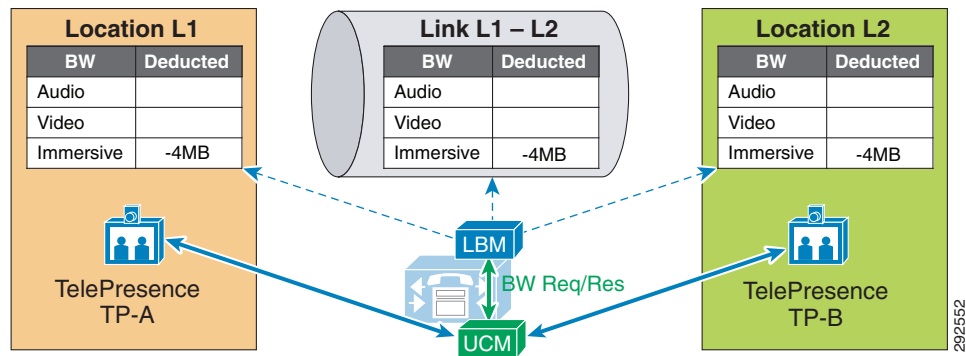 Location L1
BW Deducted
Audio
Video
Immersive -4MB
TelePresence
TP-A
Link L1 – L2
BW Deducted
Audio
Video
Immersive -4MB
LBM
BW Req/Res
UCM
Location L2
BW Deducted
Audio
Video
Immersive -4MB
TelePresence
TP-B
292552